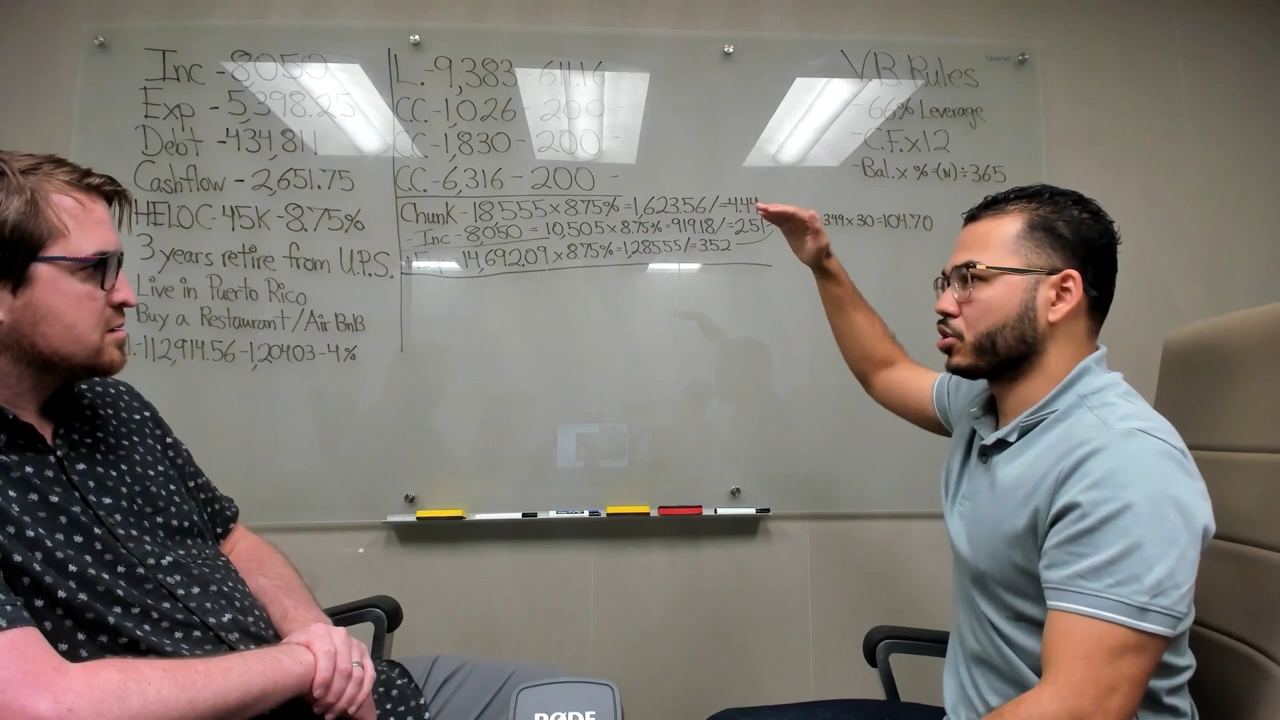 Inc - 8050
Exp - 5,398.25
Debt - 434,811
Cashflow - 2,651.75
HELOC - 45K - 8.75%
3 years retire from U.P.S.
Live in Puerto Rico
Buy a Restaurant/Air BnB
-112,914.56 - 1,204.03 - 4%
L. - 9,383 - 611.16
CC. - 1,026 - 200 -
C. - 1,830 - 200 -
CC. - 6,316 - 200 -
Chunk - 18,555 x 8.75% = 1,623.56/ = 4.44
- Inc - 8,050 = 10,505 x 8.75% = 919.18/ = 2.51
14,692.09 x 8.75% = 1,285.55/ = 3.52
3.49 x 30 = 104.70
VB Rules
- 66% Leverage
- C.F. x 12
- Bal. x % = (N) ÷ 365
Quartet
RØDE